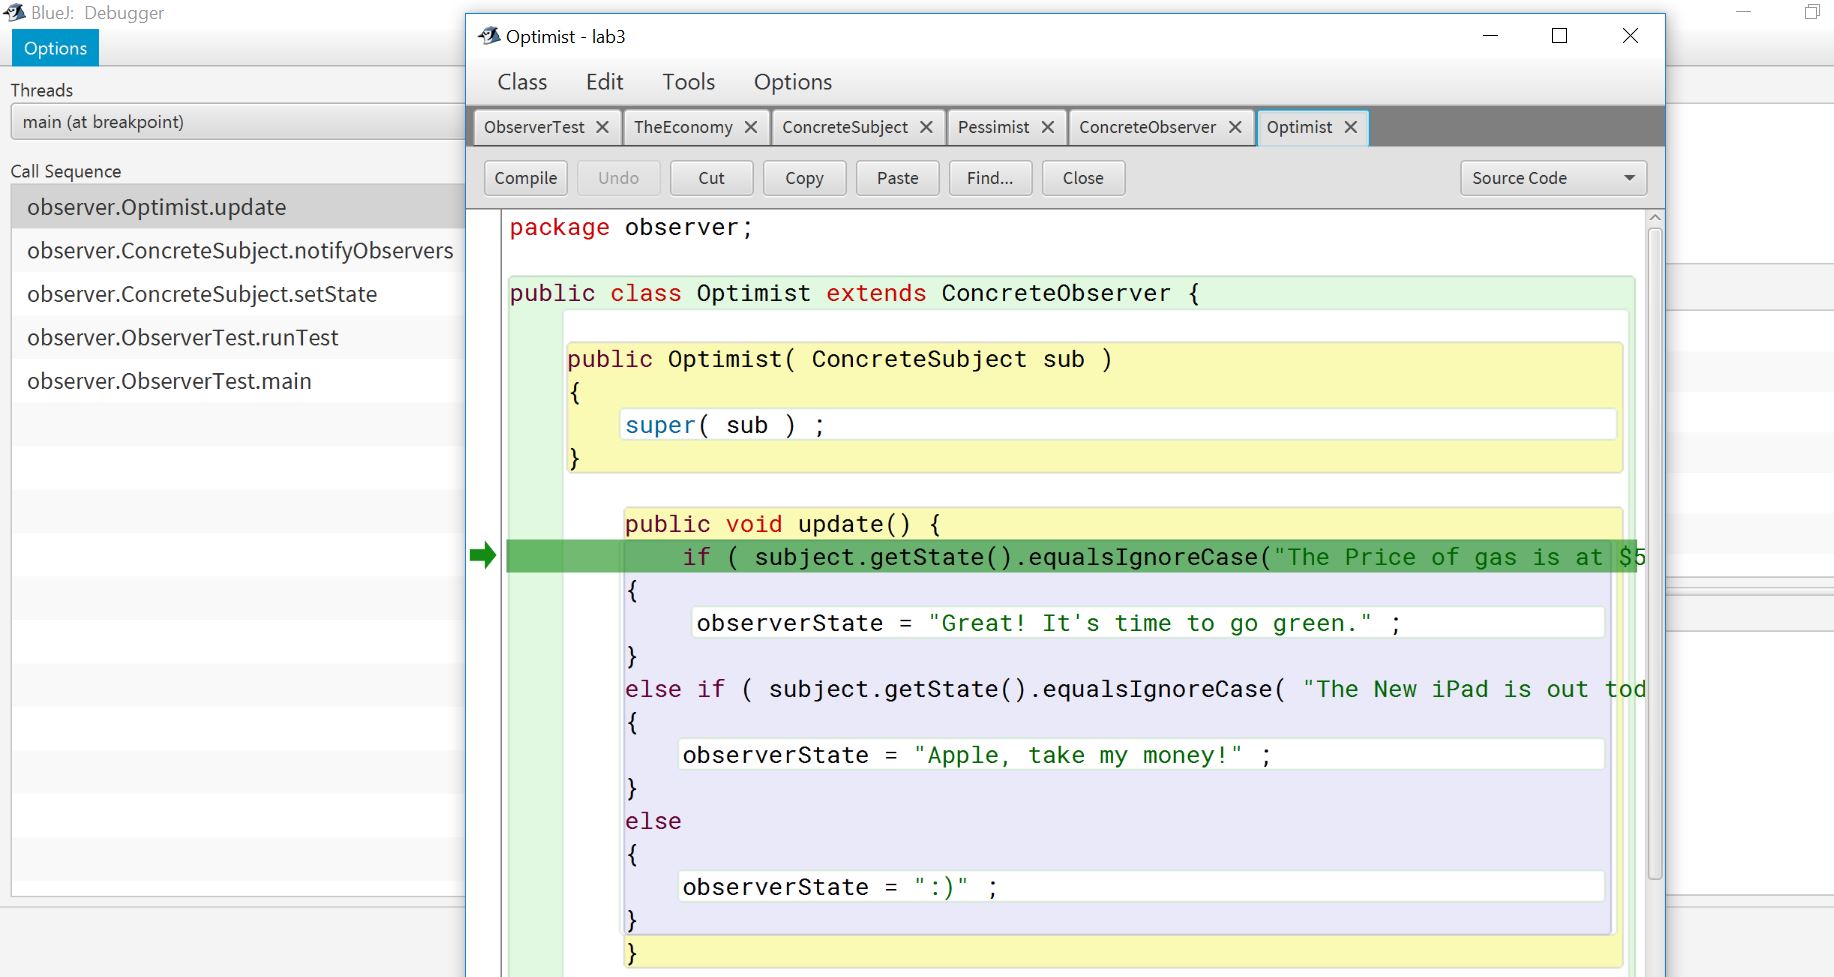 BlueJ: Debugger
Options
Threads
main (at breakpoint)
Call Sequence
observer.Optimist.update
observer.ConcreteSubject.notifyObservers
observer.ConcreteSubject.setState
observer.ObserverTest.runTest
observer.ObserverTest.main
Optimist - lab3
Class Edit Tools Options
ObserverTest TheEconomy ConcreteSubject Pessimist ConcreteObserver Optimist
Compile Undo Cut Copy Paste Find... Close Source Code
package observer;
public class Optimist extends ConcreteObserver {
public Optimist( ConcreteSubject sub )
{
super( sub ) ;
}
public void update() {
if ( subject.getState().equalsIgnoreCase("The Price of gas is at $5
{
observerState = "Great! It's time to go green." ;
}
else if ( subject.getState().equalsIgnoreCase( "The New iPad is out tod
{
observerState = "Apple, take my money!" ;
}
else
{
observerState = ":)" ;
}
}